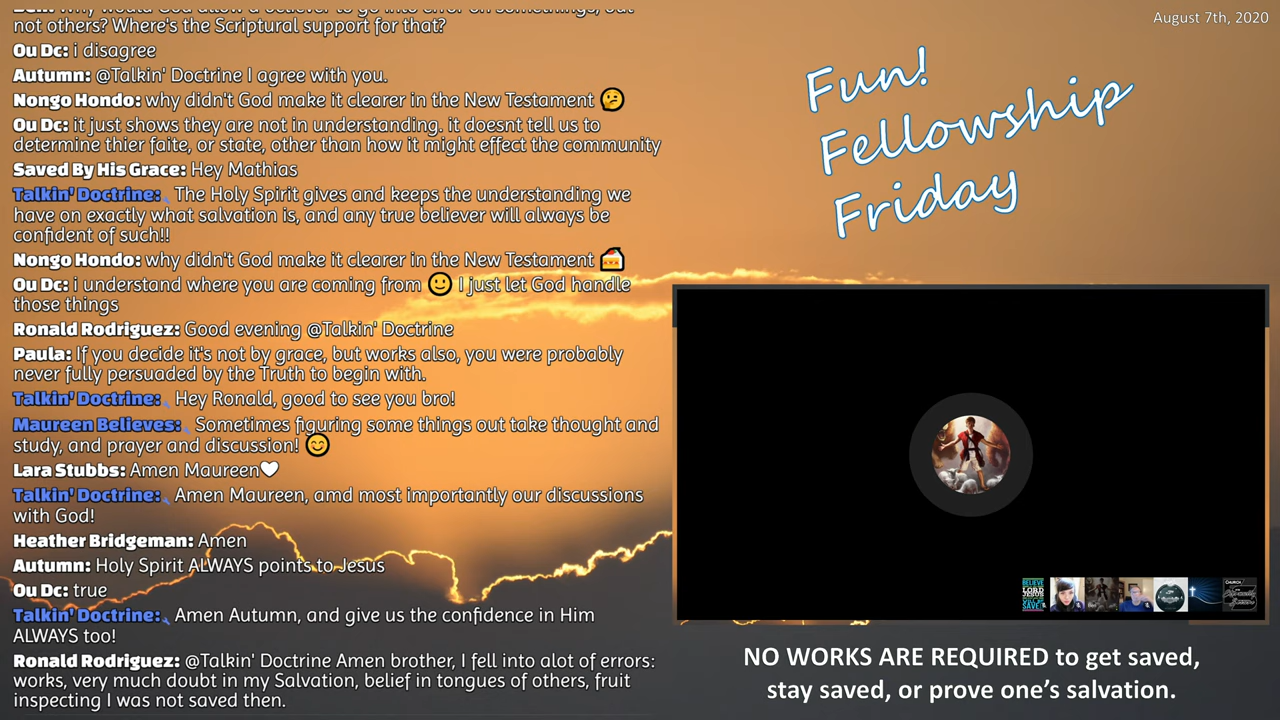 not others? Where's the Scriptural support for that?
Ou Dc: i disagree
Autumn: @Talkin' Doctrine I agree with you.
Nongo Hondo: why didn't God make it clearer in the New Testament 🤔
Ou Dc: it just shows they are not in understanding. it doesnt tell us to
determine thier faite, or state, other than how it might effect the community
Saved By His Grace: Hey Mathias
Talkin' Doctrine: The Holy Spirit gives and keeps the understanding we
have on exactly what salvation is, and any true believer will always be
confident of such!!
Nongo Hondo: why didn't God make it clearer in the New Testament 🍰
Ou Dc: i understand where you are coming from 🙂 I just let God handle
those things
Ronald Rodriguez: Good evening @Talkin' Doctrine
Paula: If you decide it's not by grace, but works also, you were probably
never fully persuaded by the Truth to begin with.
Talkin' Doctrine: Hey Ronald, good to see you bro!
Maureen Believes: Sometimes figuring some things out take thought and
study, and prayer and discussion! 😊
Lara Stubbs: Amen Maureen🤍
Talkin' Doctrine: Amen Maureen, amd most importantly our discussions
with God!
Heather Bridgeman: Amen
Autumn: Holy Spirit ALWAYS points to Jesus
Ou Dc: true
Talkin' Doctrine: Amen Autumn, and give us the confidence in Him
ALWAYS too!
Ronald Rodriguez: @Talkin' Doctrine Amen brother, I fell into alot of errors:
works, very much doubt in my Salvation, belief in tongues of others, fruit
inspecting I was not saved then.
August 7th, 2020
Fun!
Fellowship
Friday
BELIEVE
LORD
JESUS
SAVED
CHURCH
NO WORKS ARE REQUIRED to get saved,
stay saved, or prove one's salvation.